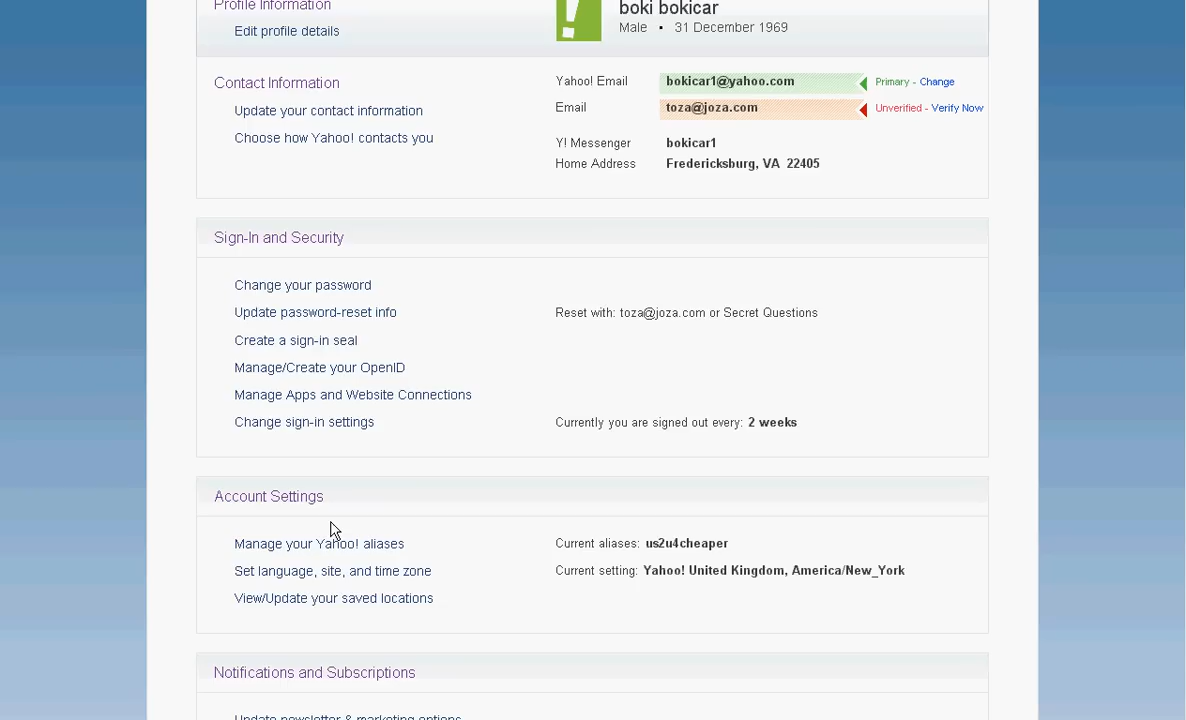 Profile Information
boki bokicar
Edit profile details
Male • 31 December 1969
Contact Information
Yahoo! Email bokicar1@yahoo.com Primary - Change
Update your contact information
Email toza@joza.com Unverified - Verify Now
Choose how Yahoo! contacts you
Y! Messenger bokicar1
Home Address Fredericksburg, VA 22405
Sign-In and Security
Change your password
Update password-reset info Reset with: toza@joza.com or Secret Questions
Create a sign-in seal
Manage/Create your OpenID
Manage Apps and Website Connections
Change sign-in settings Currently you are signed out every: 2 weeks
Account Settings
Manage your Yahoo! aliases Current aliases: us2u4cheaper
Set language, site, and time zone Current setting: Yahoo! United Kingdom, America/New_York
View/Update your saved locations
Notifications and Subscriptions
Update newsletter & marketing options